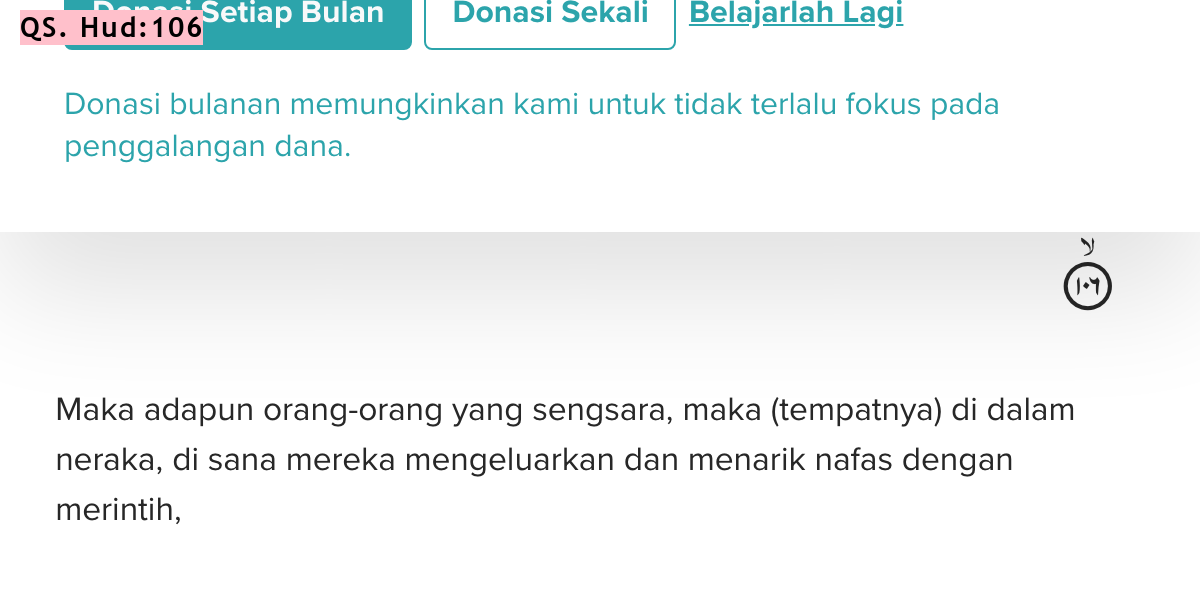 QS. Hud:106
Donasi Setiap Bulan
Donasi Sekali
Belajarlah Lagi
Donasi bulanan memungkinkan kami untuk tidak terlalu fokus pada
penggalangan dana.
لا
١٠٦
Maka adapun orang-orang yang sengsara, maka (tempatnya) di dalam
neraka, di sana mereka mengeluarkan dan menarik nafas dengan
merintih,